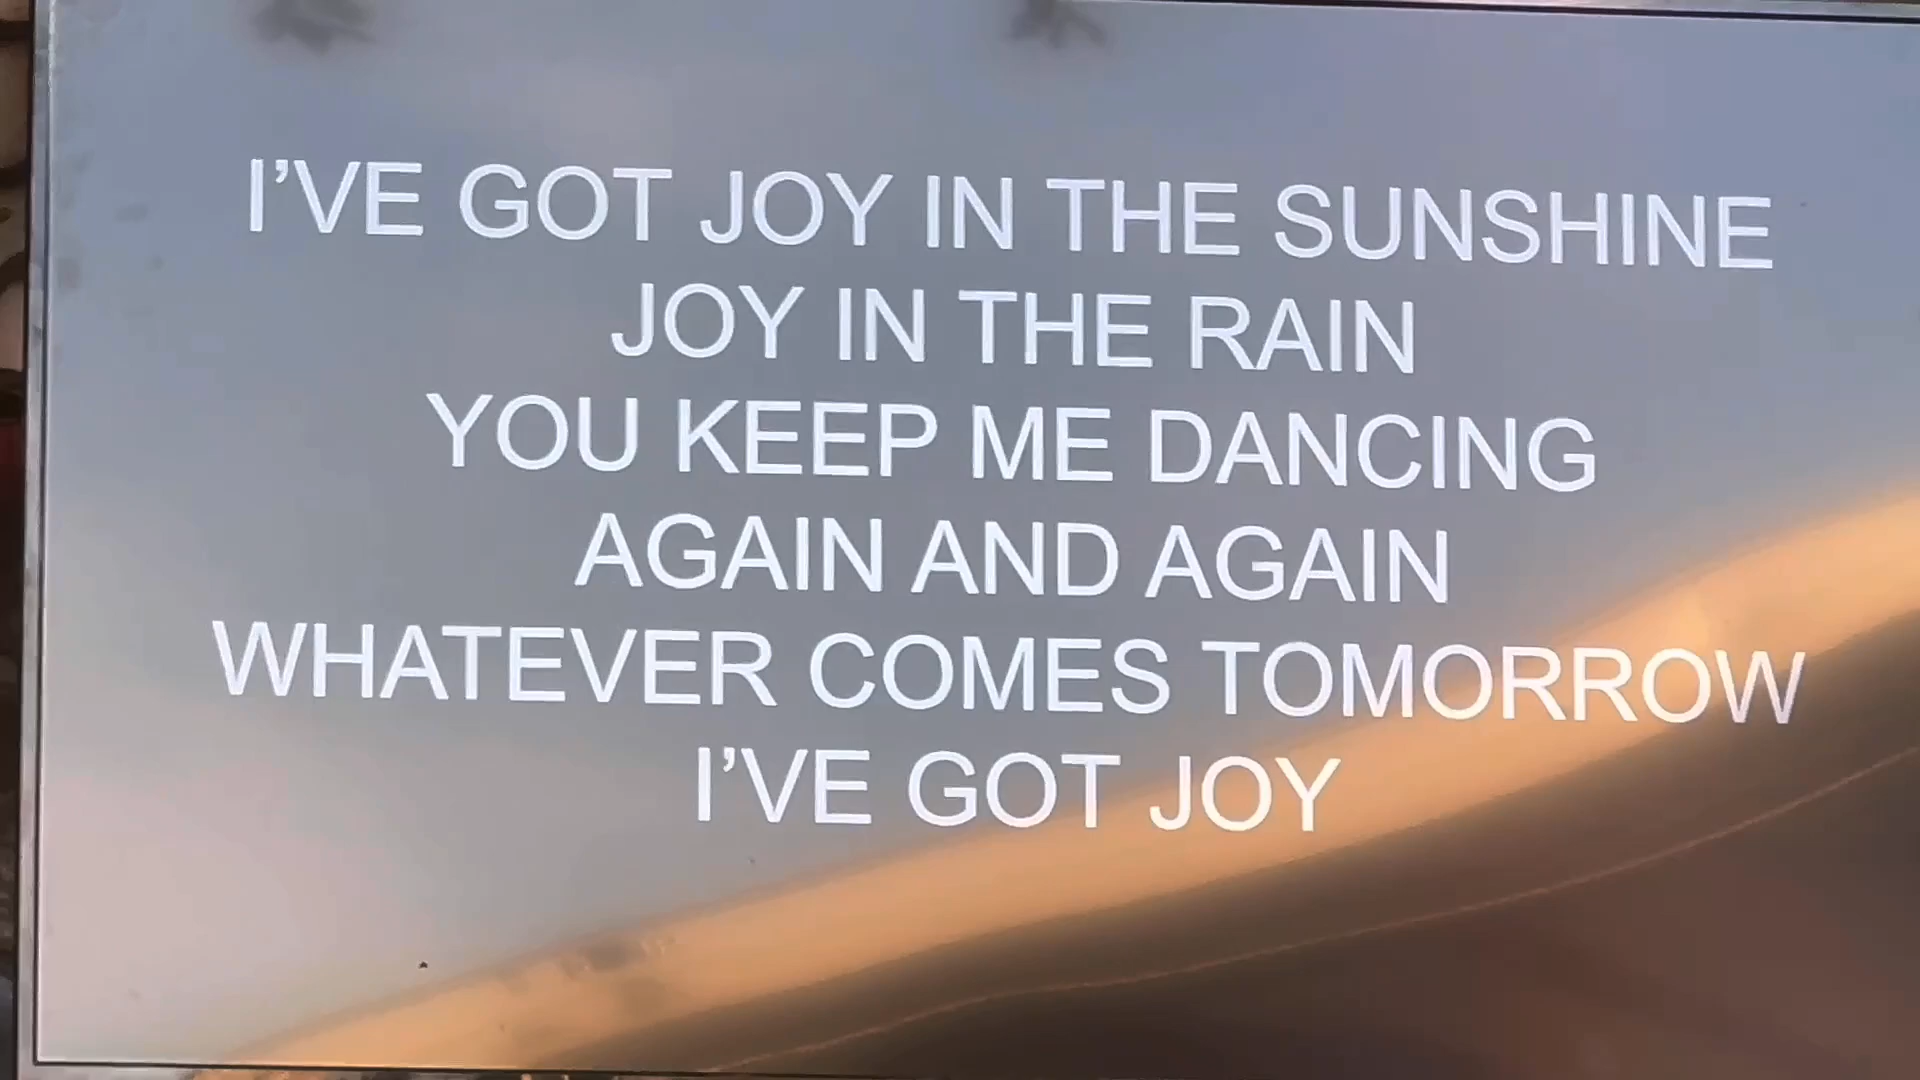 I’VE GOT JOY IN THE SUNSHINE
JOY IN THE RAIN
YOU KEEP ME DANCING
AGAIN AND AGAIN
WHATEVER COMES TOMORROW
I’VE GOT JOY